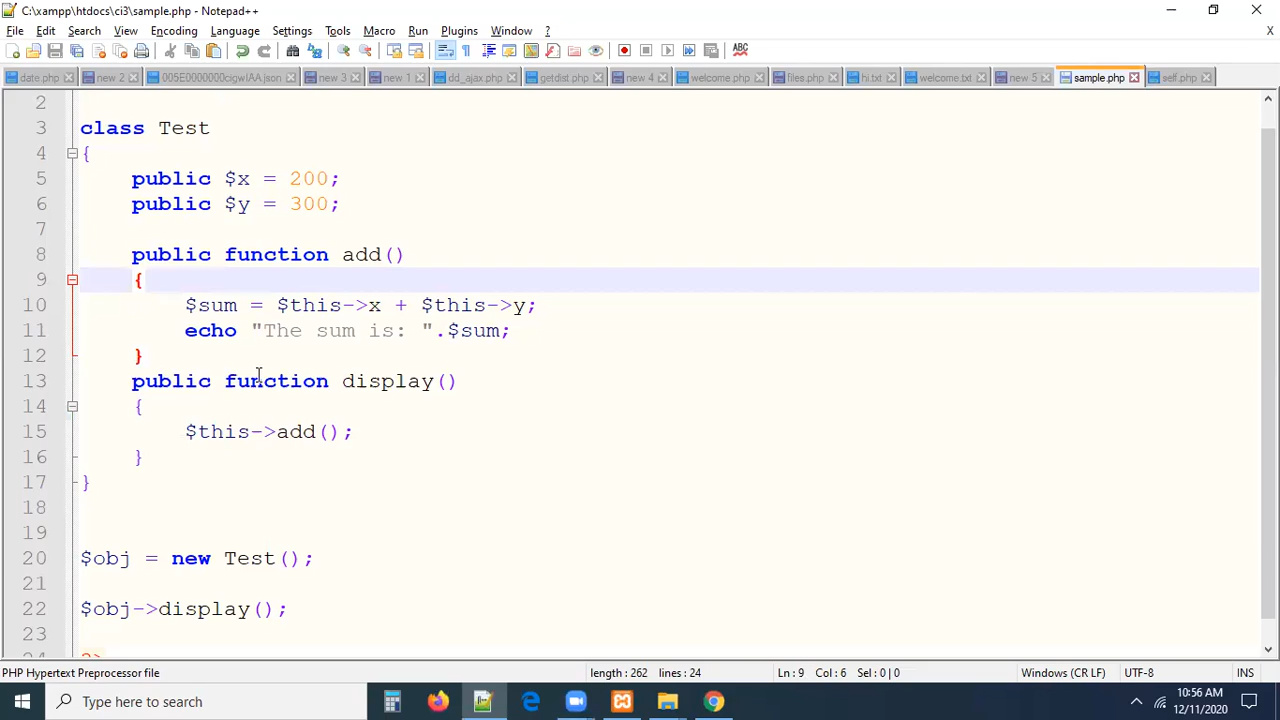 C:\xampp\htdocs\ci3\sample.php - Notepad++
File Edit Search View Encoding Language Settings Tools Macro Run Plugins Window ?
X
date.php new 2 005E0000000cigwIAA.json new 3 new 1 dd_ajax.php getdist.php new 4 welcome.php files.php hi.txt welcome.txt new 5 sample.php self.php
2
3 class Test
4 {
5 public $x = 200;
6 public $y = 300;
7
8 public function add()
9 {
10 $sum = $this->x + $this->y;
11 echo "The sum is: ".$sum;
12 }
13 public function display()
14 {
15 $this->add();
16 }
17 }
18
19
20 $obj = new Test();
21
22 $obj->display();
23
24 ?>
PHP Hypertext Preprocessor file length : 262 lines : 24 Ln : 9 Col : 6 Sel : 0 | 0 Windows (CR LF) UTF-8 INS
Type here to search
10:56 AM
12/11/2020